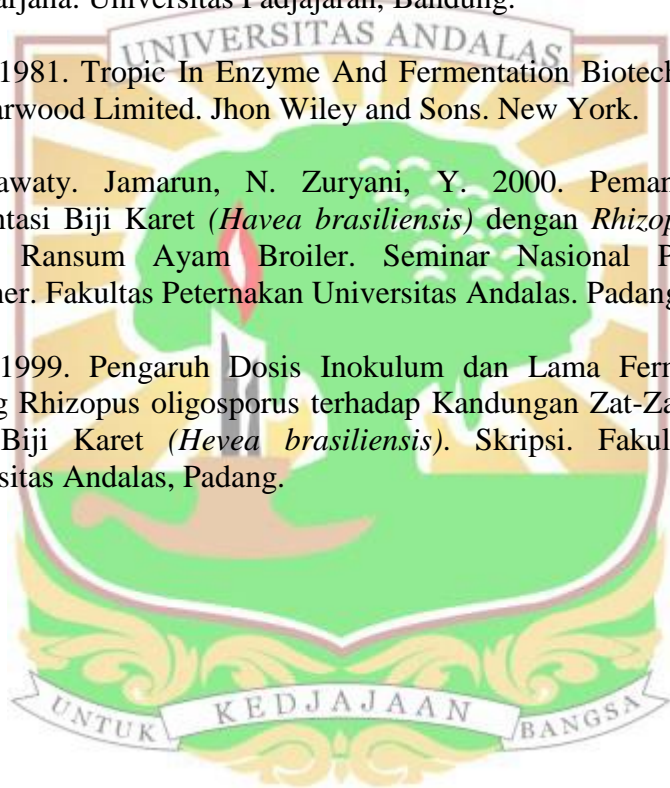 arjana. Universitas Padjajaran, Bandung.
UNIVERSITAS ANDALAS
1981. Tropic In Enzyme And Fermentation Biotech
arwood Limited. Jhon Wiley and Sons. New York.
awaty. Jamarun, N. Zuryani, Y. 2000. Peman
ntasi Biji Karet (Havea brasiliensis) dengan Rhizop
Ransum Ayam Broiler. Seminar Nasional P
ner. Fakultas Peternakan Universitas Andalas. Padang
1999. Pengaruh Dosis Inokulum dan Lama Ferm
g Rhizopus oligosporus terhadap Kandungan Zat-Za
Biji Karet (Hevea brasiliensis). Skripsi. Fakul
sitas Andalas, Padang.
UNTUK KEDJAJAAN BANGSA